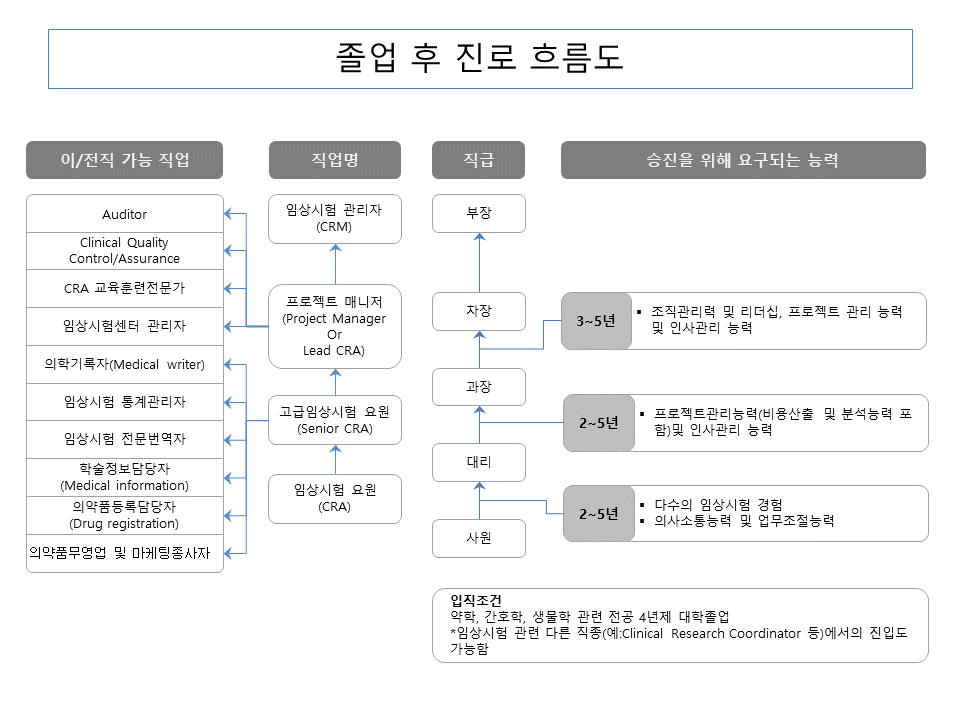 졸업 후 진로 흐름도
이/전직 가능 직업
직업명
직급
승진을 위해 요구되는 능력
Auditor
Clinical Quality
Control/Assurance
CRA 교육훈련전문가
임상시험센터 관리자
의학기록자(Medical writer)
임상시험 통계관리자
임상시험 전문번역자
학술정보담당자
(Medical information)
의약품등록담당자
(Drug registration)
의약품무영업 및 마케팅종사자
임상시험 관리자
(CRM)
프로젝트 매니저
(Project Manager
Or
Lead CRA)
고급임상시험 요원
(Senior CRA)
임상시험 요원
(CRA)
부장
차장
과장
대리
사원
3~5년
▪ 조직관리력 및 리더십, 프로젝트 관리 능력
및 인사관리 능력
2~5년
▪ 프로젝트관리능력(비용산출 및 분석능력 포
함)및 인사관리 능력
2~5년
▪ 다수의 임상시험 경험
▪ 의사소통능력 및 업무조절능력
입직조건
약학, 간호학, 생물학 관련 전공 4년제 대학졸업
*임상시험 관련 다른 직종(예:Clinical Research Coordinator 등)에서의 진입도
가능함